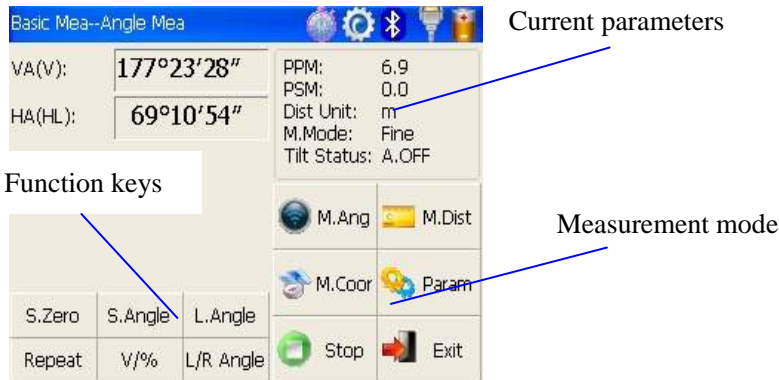 Basic Mea--Angle Mea
Current parameters
VA(V): 177°23'28"
HA(HL): 69°10'54"
PPM: 6.9
PSM: 0.0
Dist Unit: m
M.Mode: Fine
Tilt Status: A.OFF
Function keys
M.Ang M.Dist
Measurement mode
M.Coor Param
S.Zero S.Angle L.Angle
Repeat V/% L/R Angle
Stop Exit